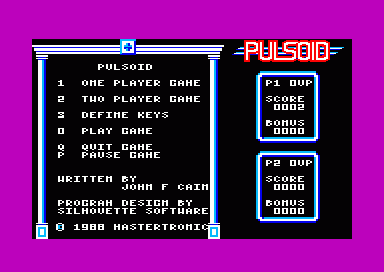 PULSOID
1 ONE PLAYER GAME
2 TWO PLAYER GAME
3 DEFINE KEYS
0 PLAY GAME
Q QUIT GAME
P PAUSE GAME
WRITTEN BY
JOHN F CAIN
PROGRAM DESIGN BY
SILHOUETTE SOFTWARE
© 1988 MASTERTRONIC
PULSOID
P1 OVP
SCORE
0002
BONUS
0000
P2 OVP
SCORE
0000
BONUS
0000